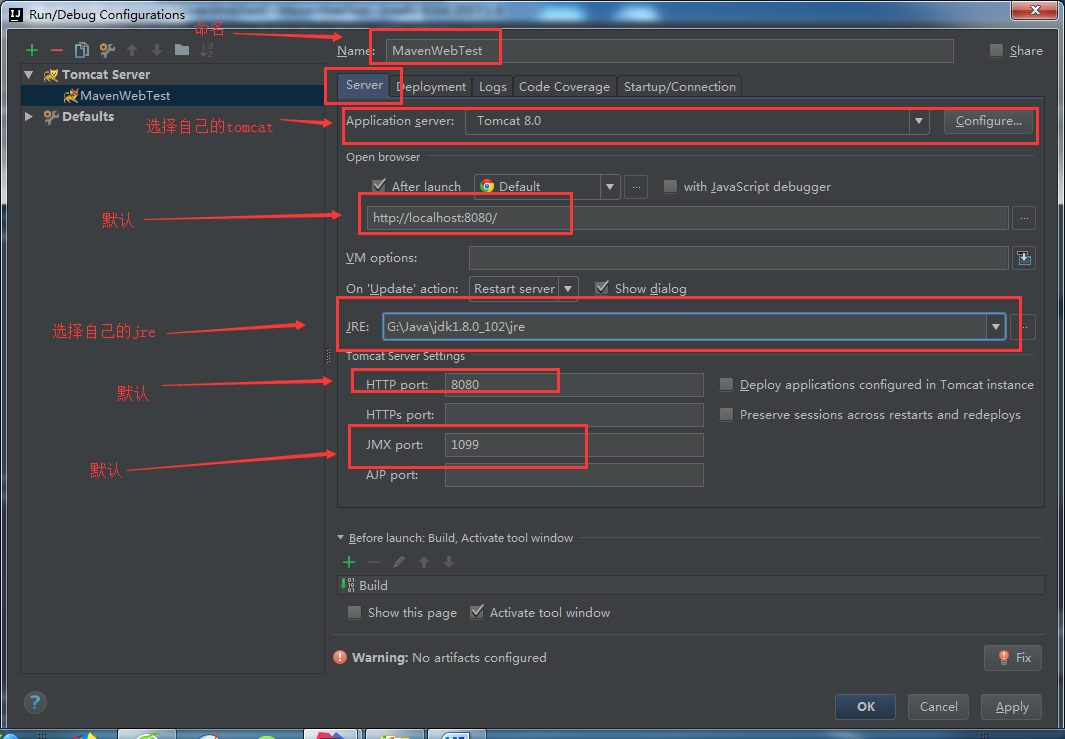 Run/Debug Configurations
命名
Name: MavenWebTest Share
Tomcat Server
MavenWebTest
Defaults
Server Deployment Logs Code Coverage Startup/Connection
选择自己的tomcat
Application server: Tomcat 8.0 Configure...
Open browser
After launch Default ... with JavaScript debugger
默认
http://localhost:8080/ ...
VM options:
On 'Update' action: Restart server Show dialog
选择自己的jre
JRE: G:\Java\jdk1.8.0_102\jre ...
Tomcat Server Settings
HTTP port: 8080 Deploy applications configured in Tomcat instance
默认
HTTPs port: Preserve sessions across restarts and redeploys
JMX port: 1099
默认
AJP port:
Before launch: Build, Activate tool window
Build
Show this page Activate tool window
Warning: No artifacts configured Fix
? OK Cancel Apply